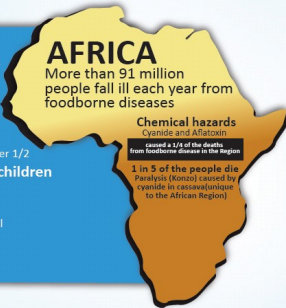 AFRICA
More than 91 million
people fall ill each year from
foodborne diseases
Chemical hazards
Cyanide and Aflatoxin
caused a 1/4 of the deaths
from foodborne disease in the Region
1 in 5 of the people die
Paralysis (Konzo) caused by
cyanide in cassava(unique
to the African Region)
1/2
children